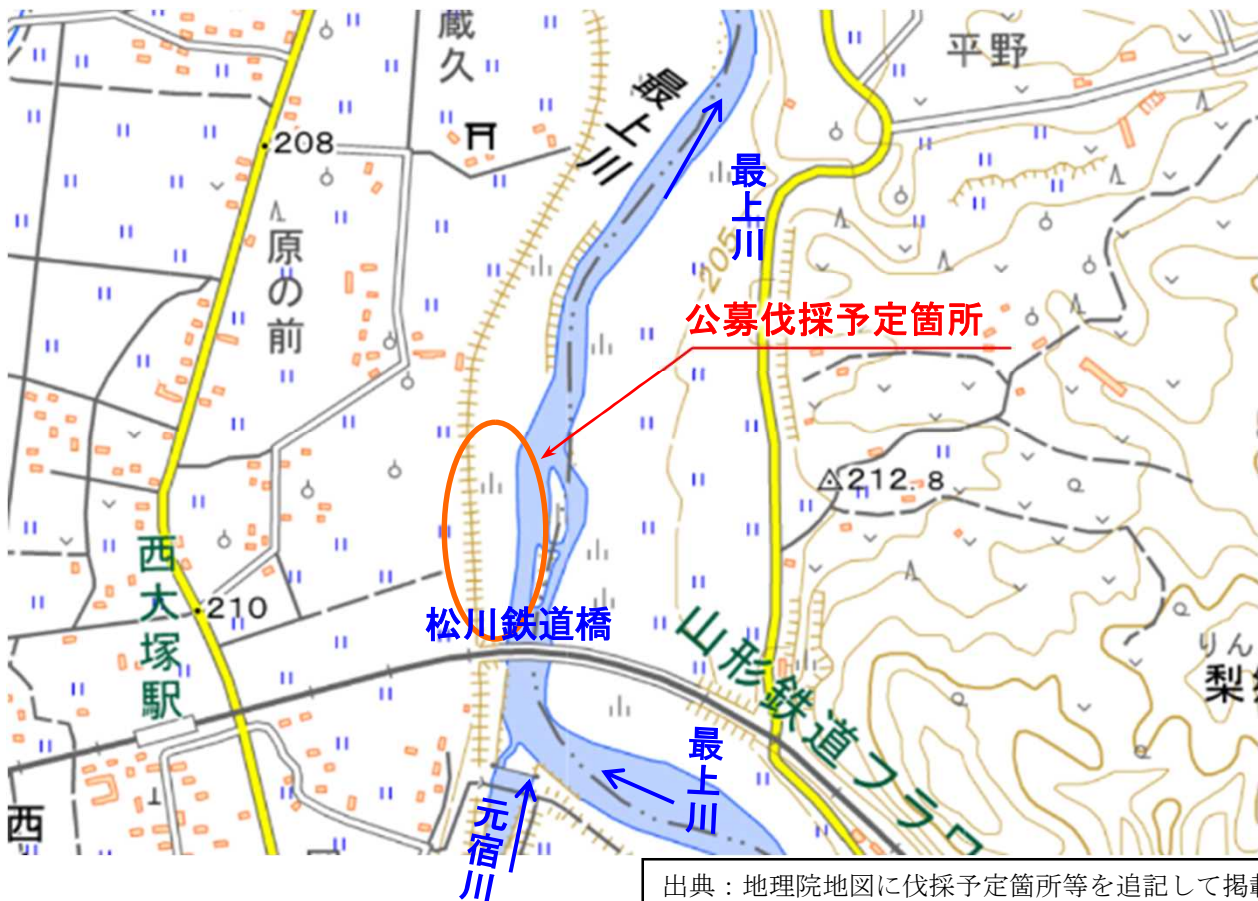 蔵久
平野
最上川
208
最上川
原の前
205
公募伐採予定箇所
212.8
西大塚駅
210
松川鉄道橋
山形鉄道フラワ
りん
梨
最上川
西
元宿川
出典：地理院地図に伐採予定箇所等を追記して掲